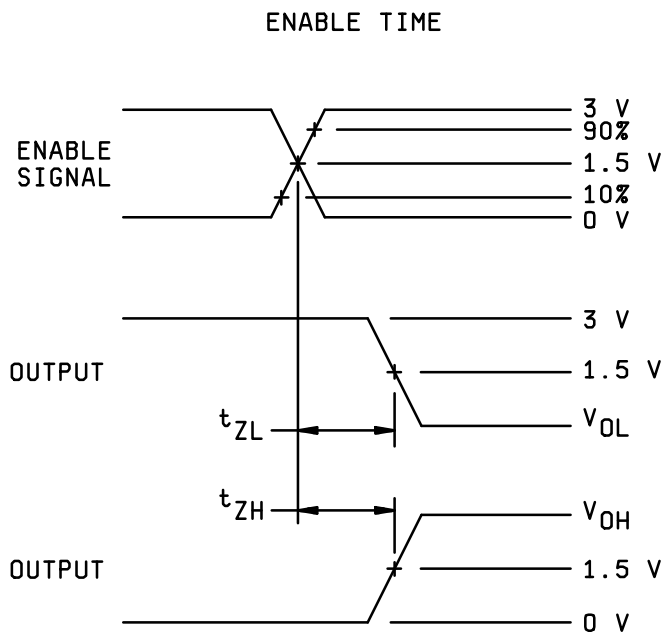 ENABLE TIME
3 V
90%
ENABLE
SIGNAL
1.5 V
10%
0 V
3 V
OUTPUT
1.5 V
VOL
tZL
tZH
VOH
OUTPUT
1.5 V
0 V